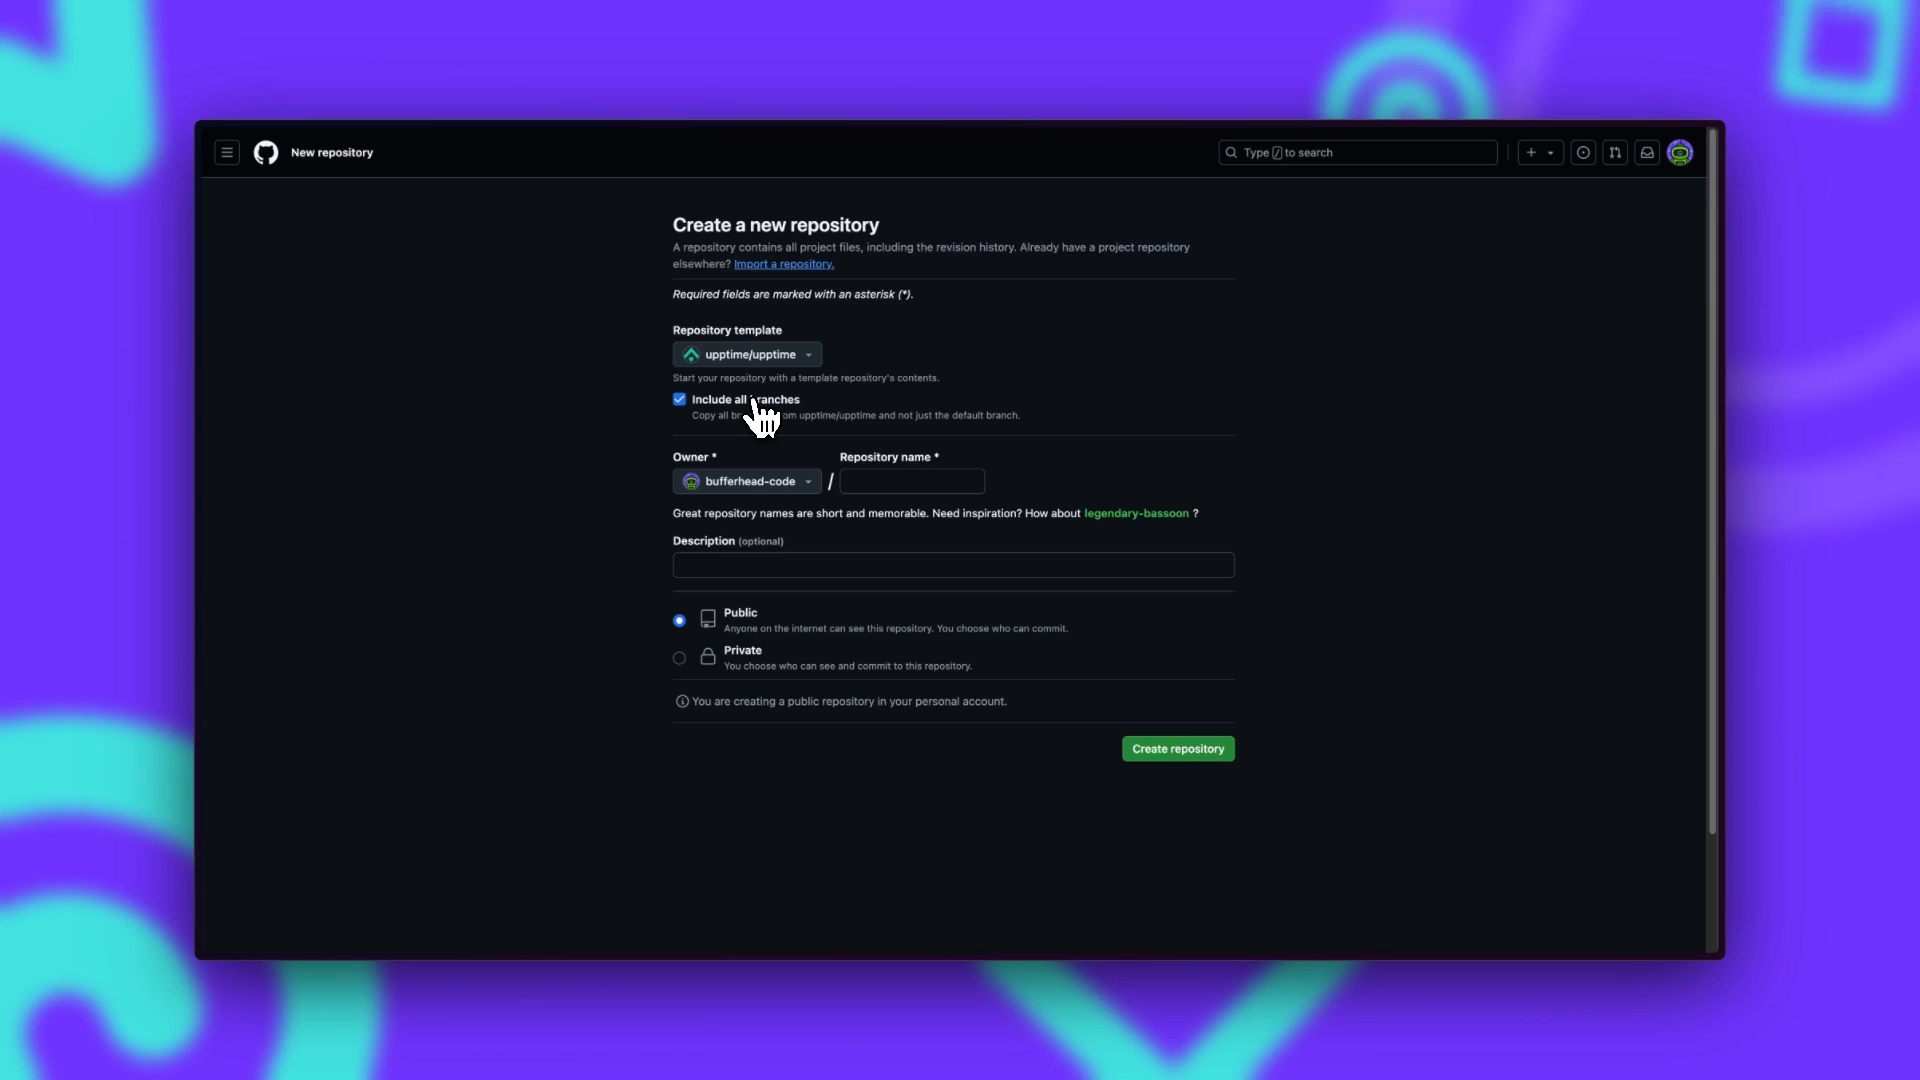 New repository
Type / to search
Create a new repository
A repository contains all project files, including the revision history. Already have a project repository
elsewhere? Import a repository.
Required fields are marked with an asterisk (*).
Repository template
upptime/upptime
Start your repository with a template repository's contents.
Include all branches
Copy all from upptime/upptime and not just the default branch.
Owner *
Repository name *
bufferhead-code
/
Great repository names are short and memorable. Need inspiration? How about legendary-bassoon ?
Description (optional)
Public
Anyone on the internet can see this repository. You choose who can commit.
Private
You choose who can see and commit to this repository.
You are creating a public repository in your personal account.
Create repository